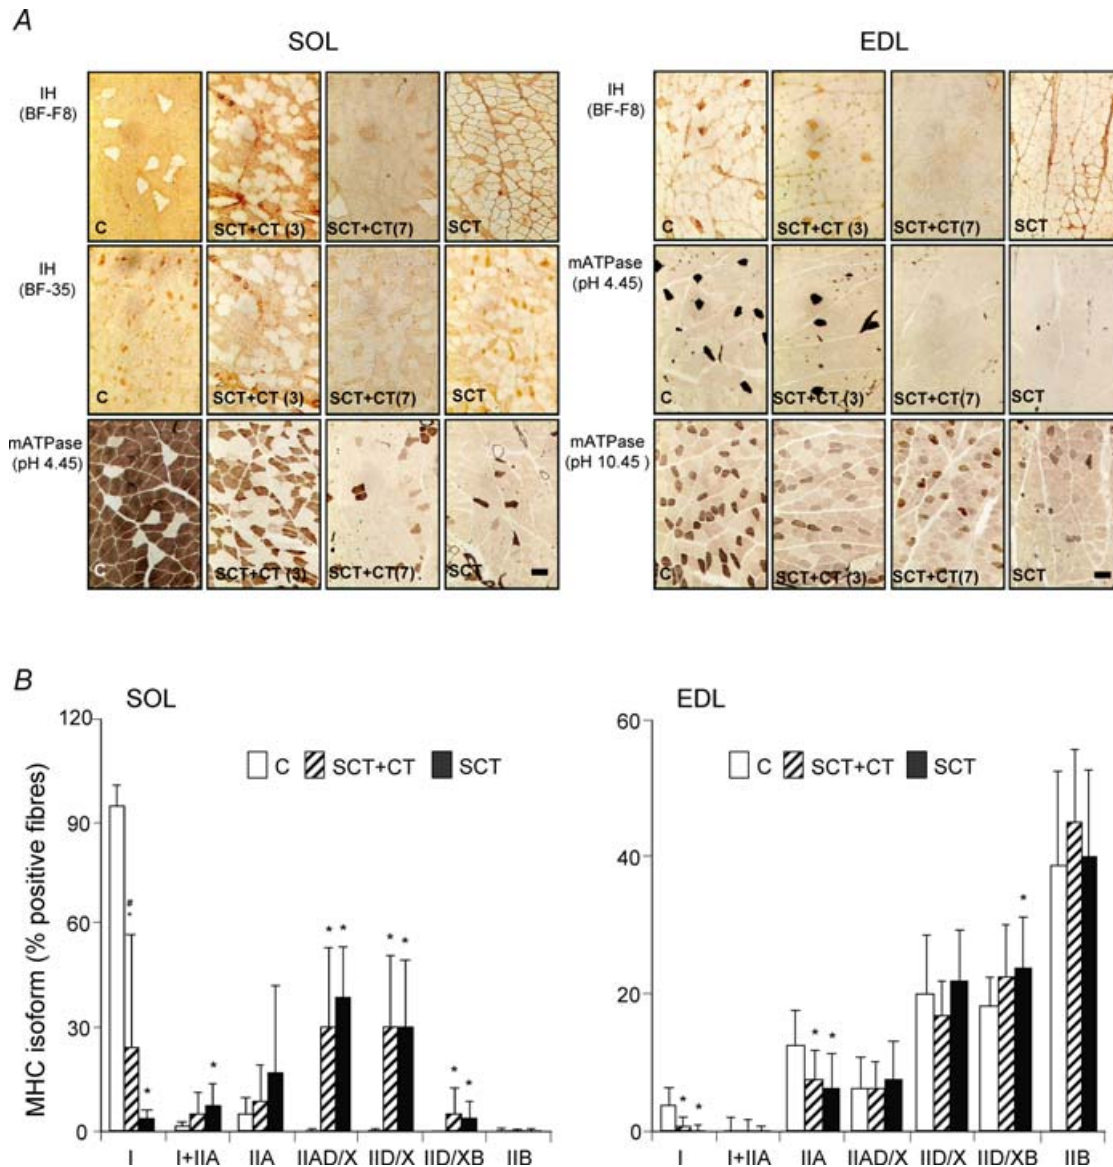 A
SOL
EDL
IH
(BF-F8)
C
SCT+CT (3)
SCT+CT(7)
SCT
IH
(BF-35)
C
SCT+CT (3)
SCT+CT(7)
SCT
mATPase
(pH 4.45)
C
SCT+CT (3)
SCT+CT(7)
SCT
IH
(BF-F8)
C
SCT+CT (3)
SCT+CT(7)
SCT
mATPase
(pH 4.45)
C
SCT+CT (3)
SCT+CT(7)
SCT
mATPase
(pH 10.45 )
C
SCT+CT (3)
SCT+CT(7)
SCT
B
SOL
MHC isoform (% positive fibres)
120
90
60
30
0
C SCT+CT SCT
#
*
*
*
* *
* *
* *
I I+IIA IIA IIAD/X IID/X IID/XB IIB
EDL
60
40
20
0
C SCT+CT SCT
* *
* *
*
I I+IIA IIA IIAD/X IID/X IID/XB IIB